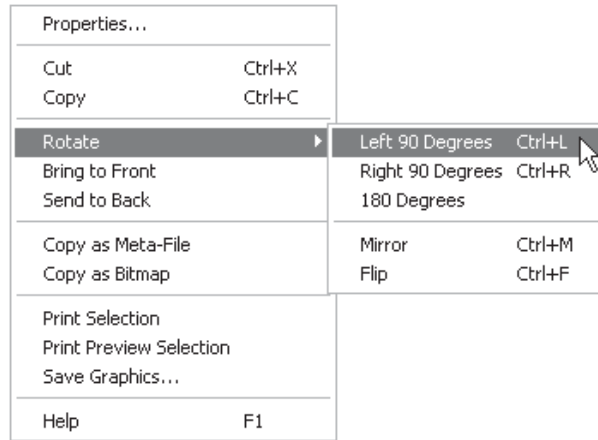 Properties...
Cut Ctrl+X
Copy Ctrl+C
Rotate
Bring to Front
Send to Back
Copy as Meta-File
Copy as Bitmap
Print Selection
Print Preview Selection
Save Graphics...
Help F1
Left 90 Degrees Ctrl+L
Right 90 Degrees Ctrl+R
180 Degrees
Mirror Ctrl+M
Flip Ctrl+F